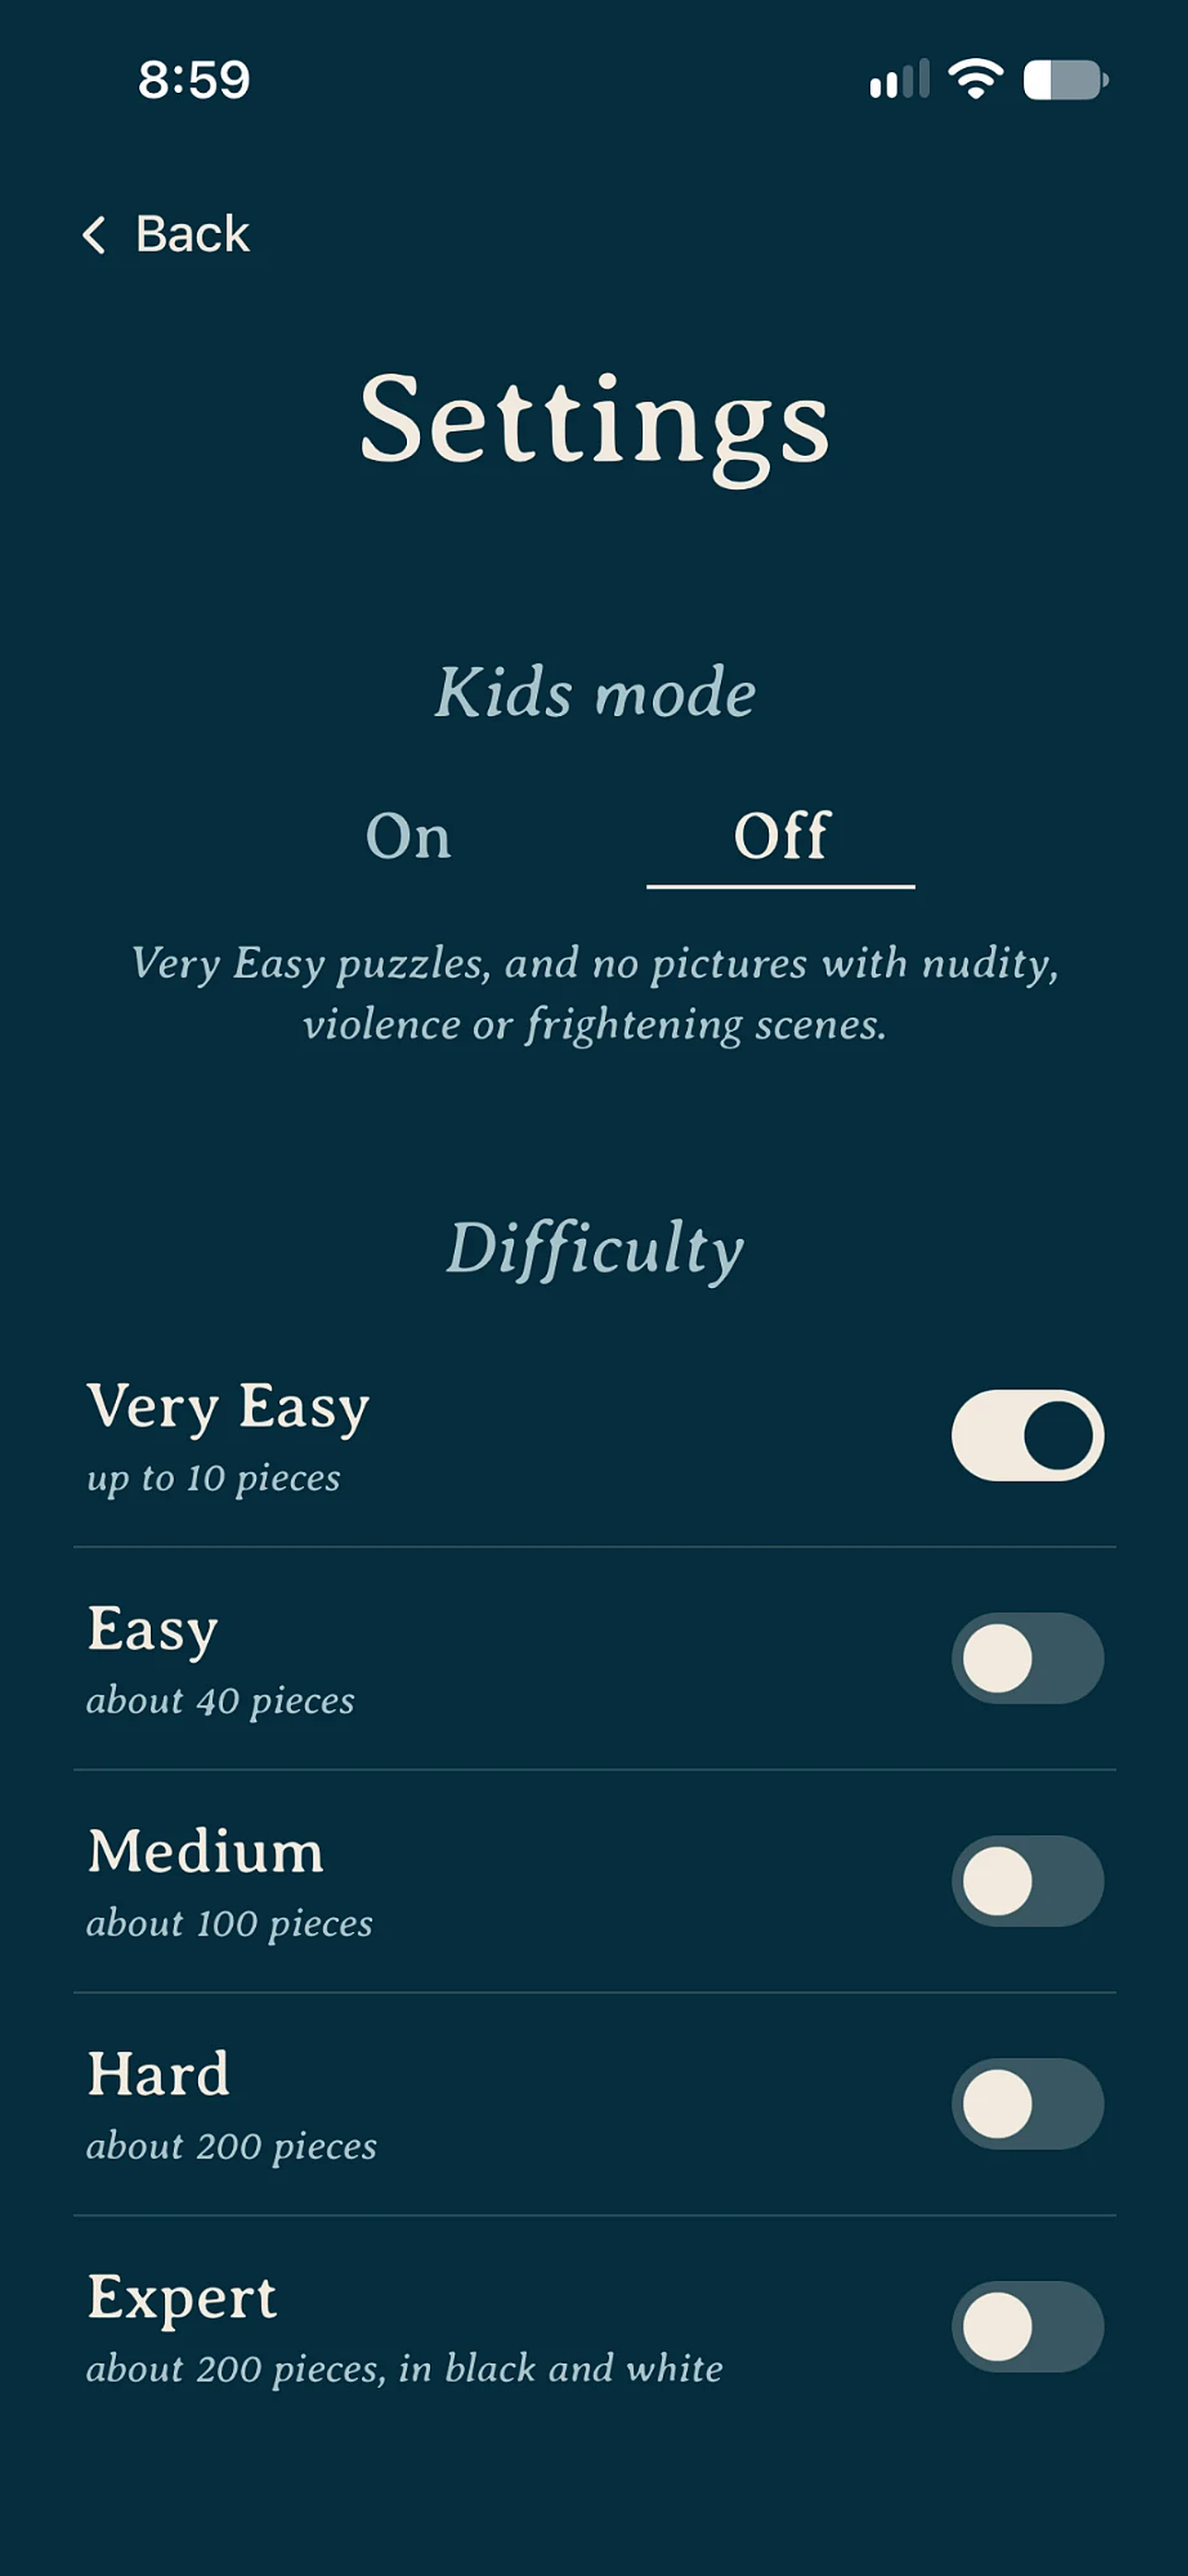 8:59
Back
Settings
Kids mode
On Off
Very Easy puzzles, and no pictures with nudity,
violence or frightening scenes.
Difficulty
Very Easy
up to 10 pieces
Easy
about 40 pieces
Medium
about 100 pieces
Hard
about 200 pieces
Expert
about 200 pieces, in black and white